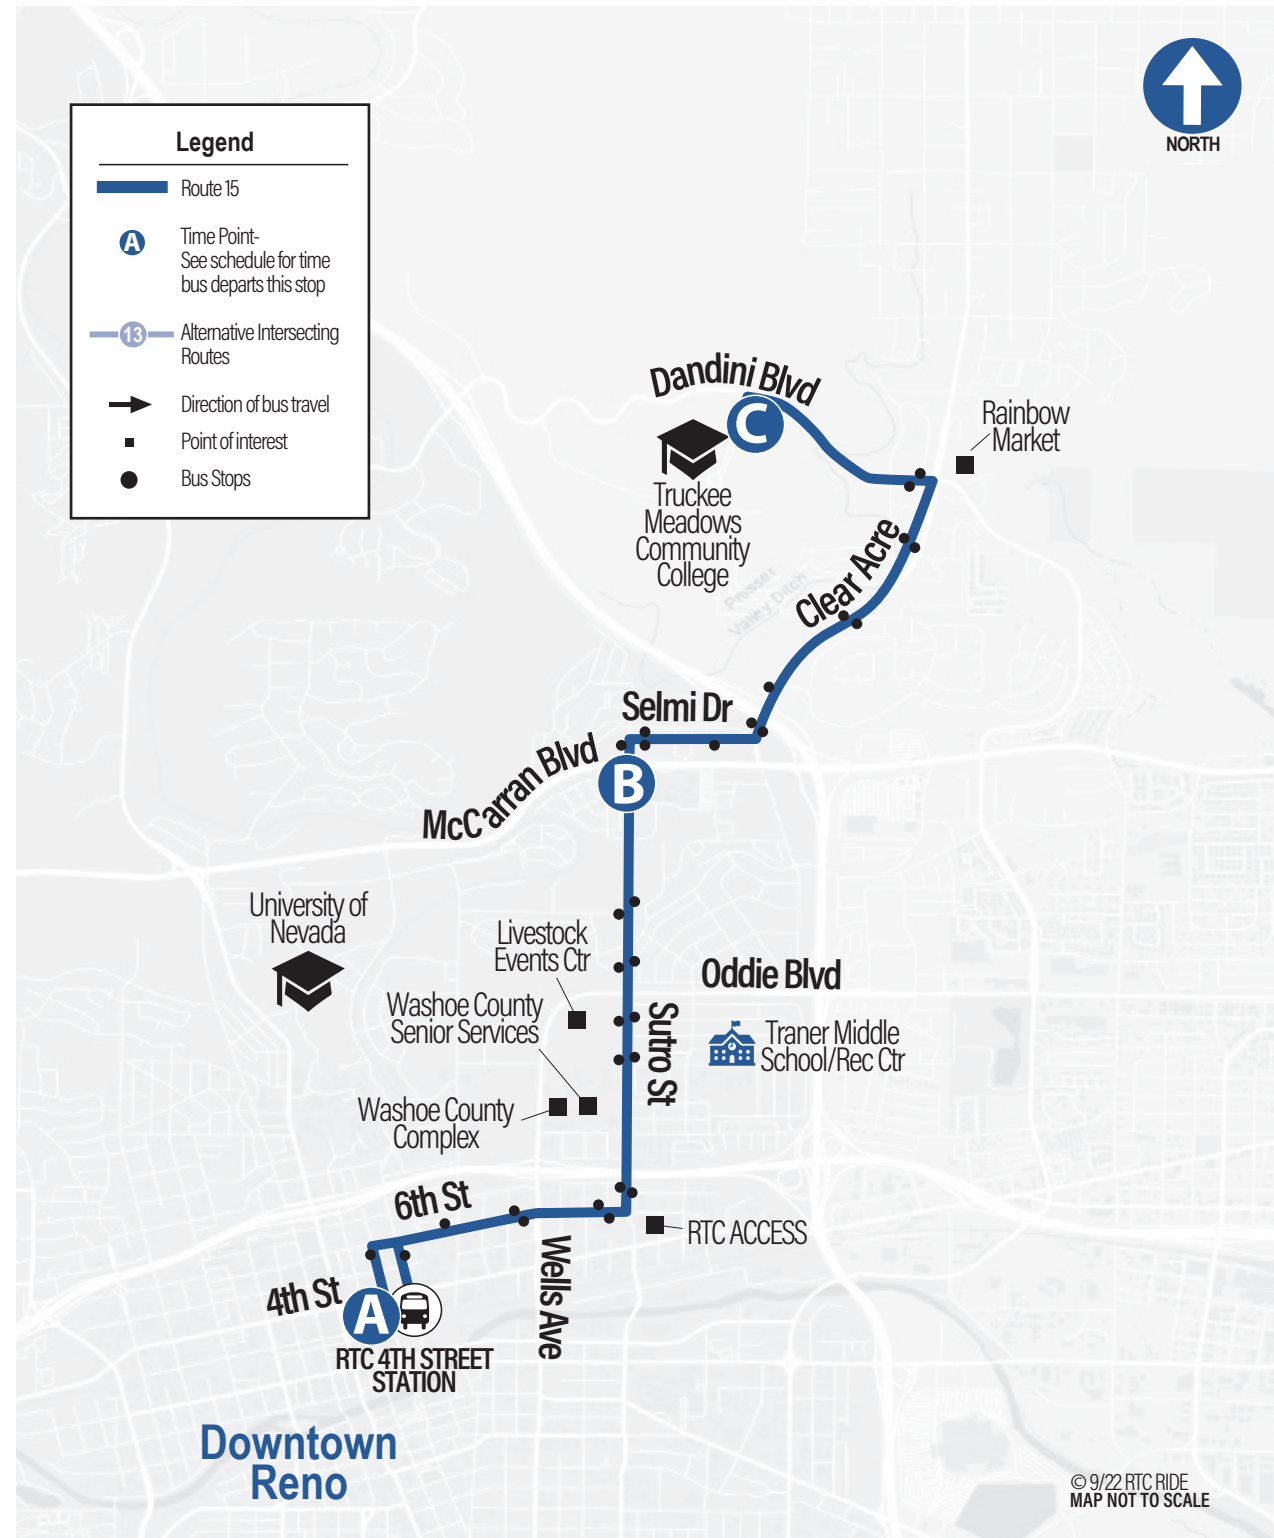 NORTH
Legend
Route 15
A
Time Point-
See schedule for time
bus departs this stop
13
Alternative Intersecting
Routes
Direction of bus travel
Point of interest
Bus Stops
Dandini Blvd
C
Rainbow
Market
Truckee
Meadows
Community
College
Clear Acre
Prosser
Valley Ditch
Selmi Dr
McCarran Blvd
B
University of
Nevada
Livestock
Events Ctr
Oddie Blvd
Washoe County
Senior Services
Sutro St
Traner Middle
School/Rec Ctr
Washoe County
Complex
6th St
RTC ACCESS
Wells Ave
4th St
A
RTC 4TH STREET
STATION
Downtown
Reno
© 9/22 RTC RIDE
MAP NOT TO SCALE